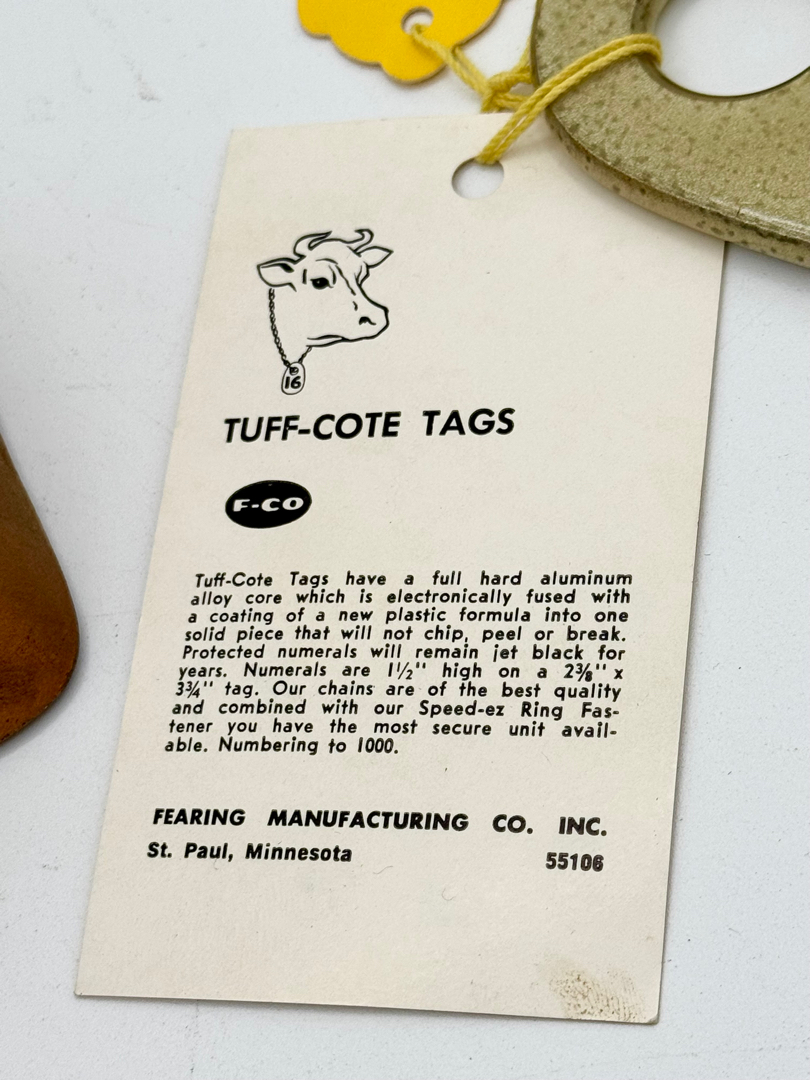 16
TUFF-COTE TAGS
F-CO
Tuff-Cote Tags have a full hard aluminum
alloy core which is electronically fused with
a coating of a new plastic formula into one
solid piece that will not chip, peel or break.
Protected numerals will remain jet black for
years. Numerals are 1½" high on a 2⅜" x
3¾" tag. Our chains are of the best quality
and combined with our Speed-ez Ring Fas-
tener you have the most secure unit avail-
able. Numbering to 1000.
FEARING MANUFACTURING CO. INC.
St. Paul, Minnesota 55106